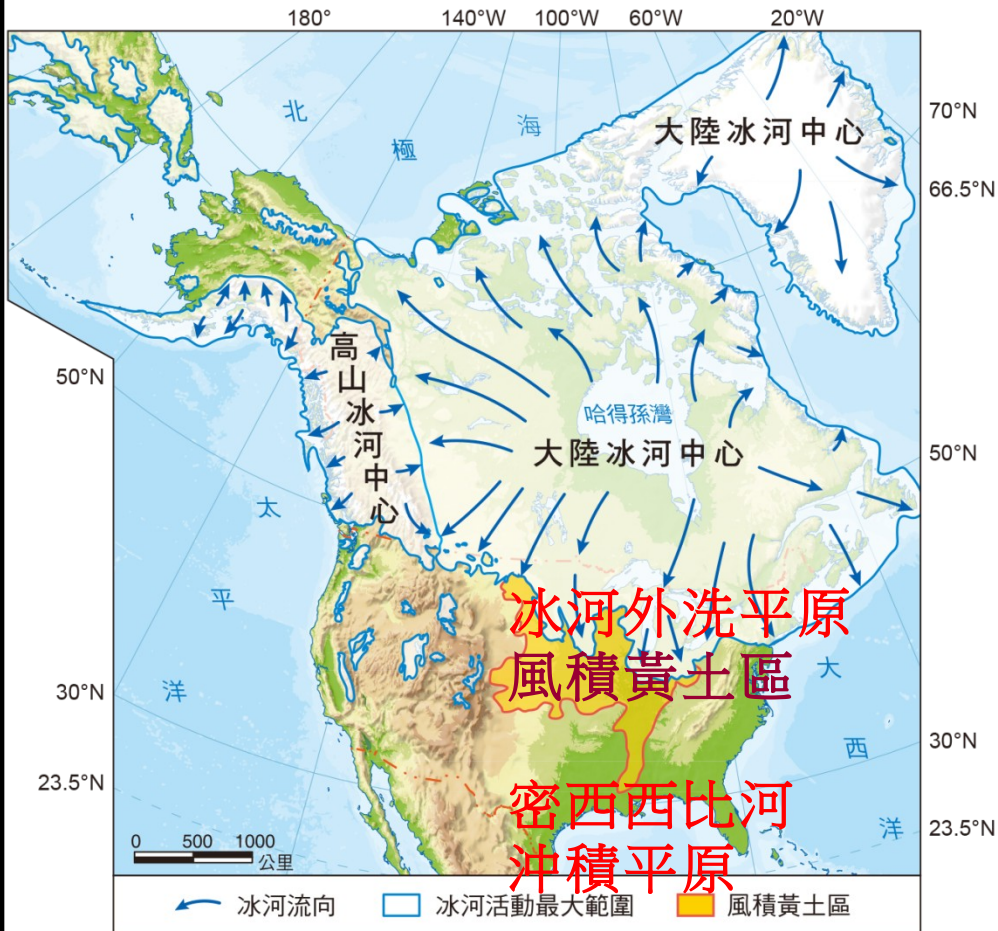 180°
140°W
100°W
60°W
20°W
北
極
海
大陸冰河中心
70°N
66.5°N
高
山
冰
河
中
心
50°N
哈得孫灣
大陸冰河中心
50°N
太
平
洋
冰河外洗平原
風積黃土區
大
西
洋
30°N
30°N
23.5°N
密西西比河
沖積平原
23.5°N
0 500 1000
公里
冰河流向
冰河活動最大範圍
風積黃土區